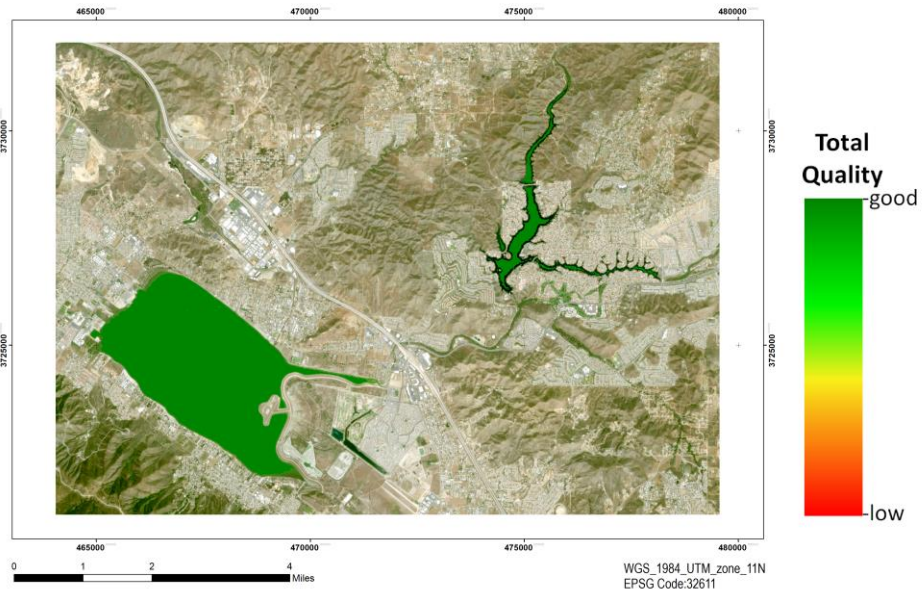 465000 470000 475000 480000
3730000 3730000
3725000 3725000
465000 470000 475000 480000
Total
Quality
good
low
0 1 2 4
Miles
WGS_1984_UTM_zone_11N
EPSG Code:32611